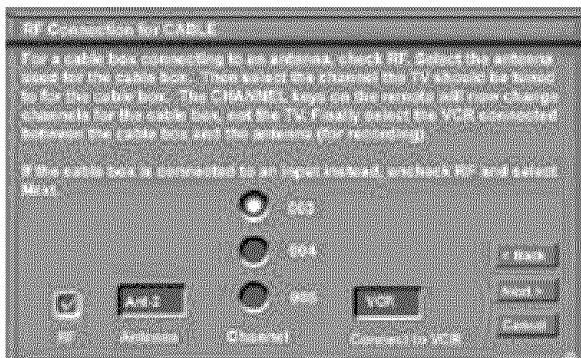 RF Connection for CABLE
For a cable box connecting to an antenna, check RF. Select the antenna
used for the cable box. Then select the channel the TV should be tuned
to for the cable box. The CHANNEL keys on the remote will now change
channels for the cable box, not the TV. Finally select the VCR connected
between the cable box and the antenna (for recording)
If the cable box is connected to an input instead, uncheck RF and select
Next.
003
004
005
< Back
Ant-2
VCR
Next >
RF
Antenna
Channel
Connect to VCR
Cancel